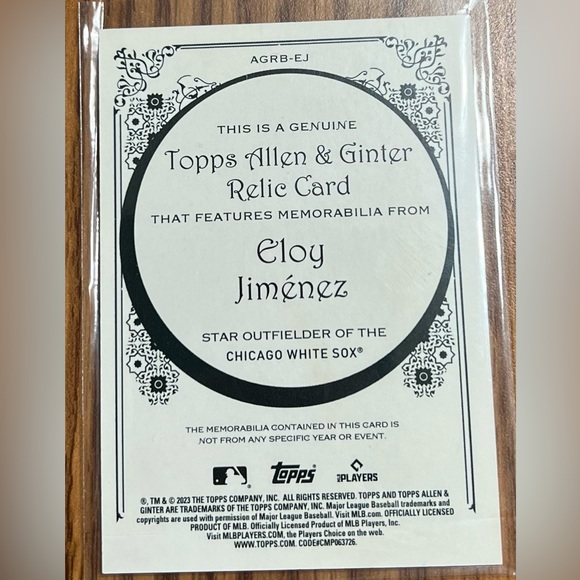 AGRB-EJ
THIS IS A GENUINE
Topps Allen & Ginter
Relic Card
THAT FEATURES MEMORABILIA FROM
Eloy
Jiménez
STAR OUTFIELDER OF THE
CHICAGO WHITE SOX®
THE MEMORABILIA CONTAINED IN THIS CARD IS
NOT FROM ANY SPECIFIC YEAR OR EVENT.
topps
PLAYERS
®, TM & © 2023 THE TOPPS COMPANY, INC. ALL RIGHTS RESERVED. TOPPS AND TOPPS ALLEN &
GINTER ARE TRADEMARKS OF THE TOPPS COMPANY, INC. Major League Baseball trademarks and
copyrights are used with permission of Major League Baseball. Visit MLB.com. OFFICIALLY LICENSED
PRODUCT OF MLB. Officially Licensed Product of MLB Players, Inc.
Visit MLBPLAYERS.COM, the Players Choice on the web.
WWW.TOPPS.COM. CODE#CMP063726.